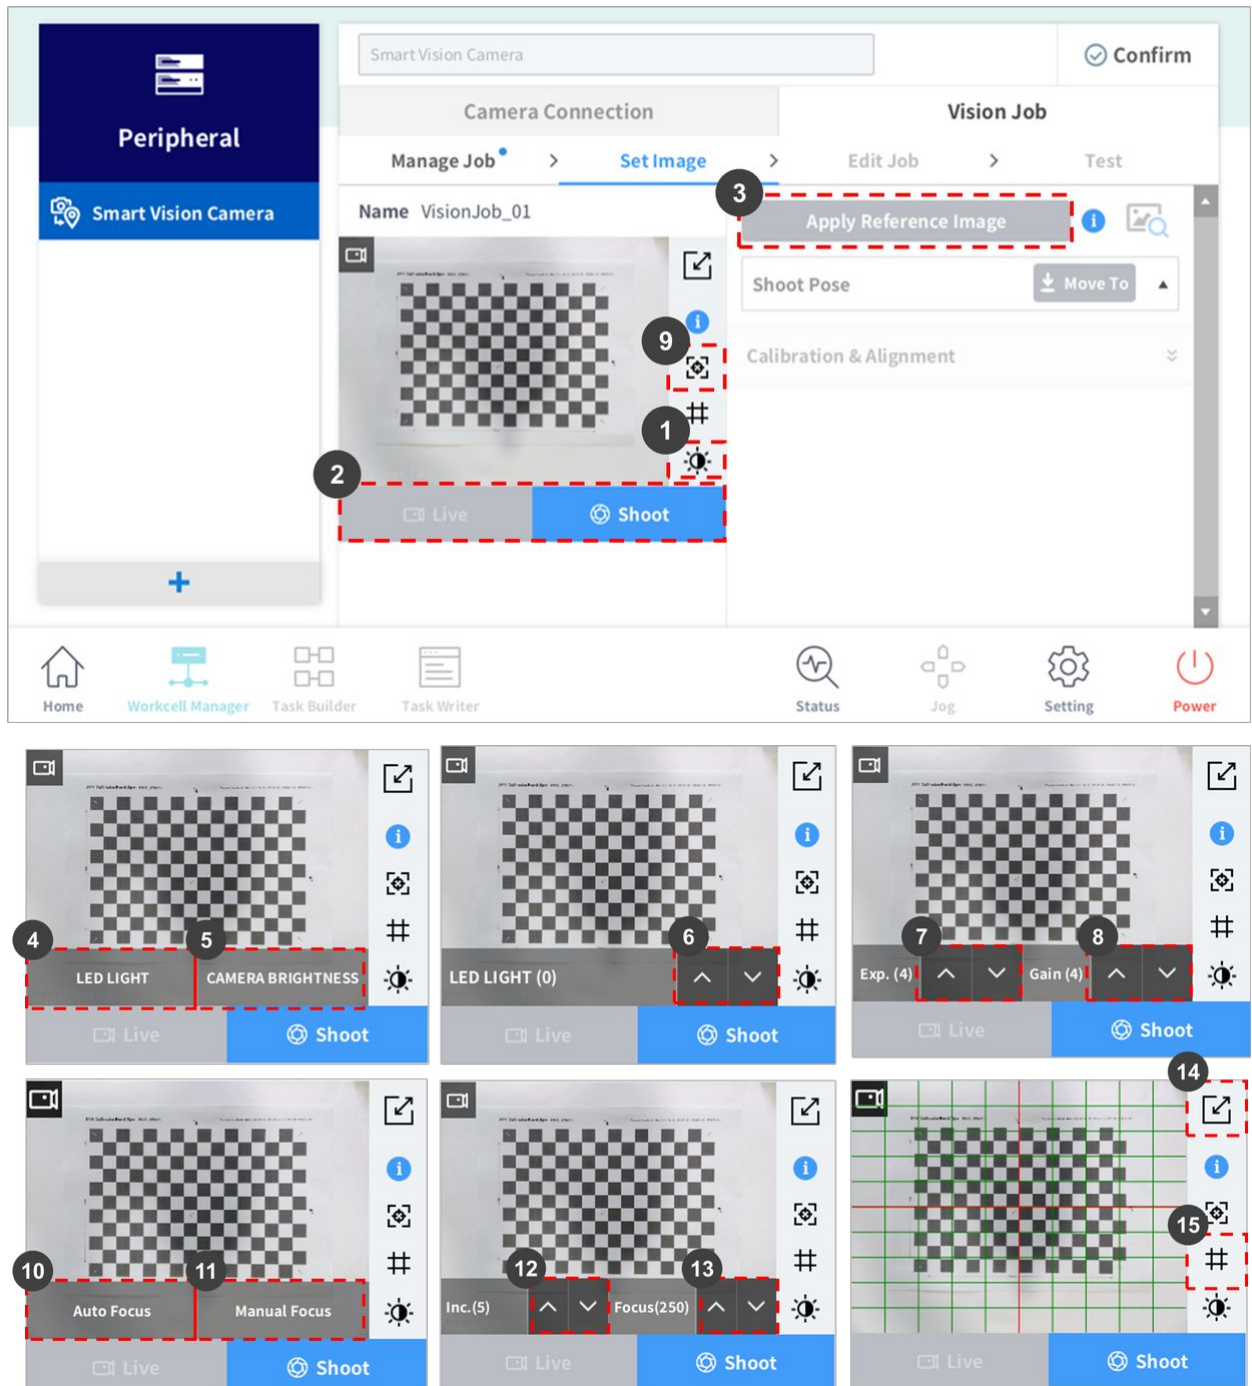 Smart Vision Camera
Confirm
Peripheral
Camera Connection
Vision Job
Manage Job > Set Image > Edit Job > Test
Smart Vision Camera
Name VisionJob_01
3
Apply Reference Image
i
Shoot Pose
Move To
i
9
Calibration & Alignment
1
2
Live
Shoot
+
Home
Workcell Manager
Task Builder
Task Writer
Status
Jog
Setting
Power
i
4
5
LED LIGHT
CAMERA BRIGHTNESS
Live
Shoot
i
6
LED LIGHT (0)
Live
Shoot
i
7
8
Exp. (4)
Gain (4)
Live
Shoot
i
10
11
Auto Focus
Manual Focus
Live
Shoot
i
12
13
Inc.(5)
Focus(250)
Live
Shoot
14
i
15
Live
Shoot